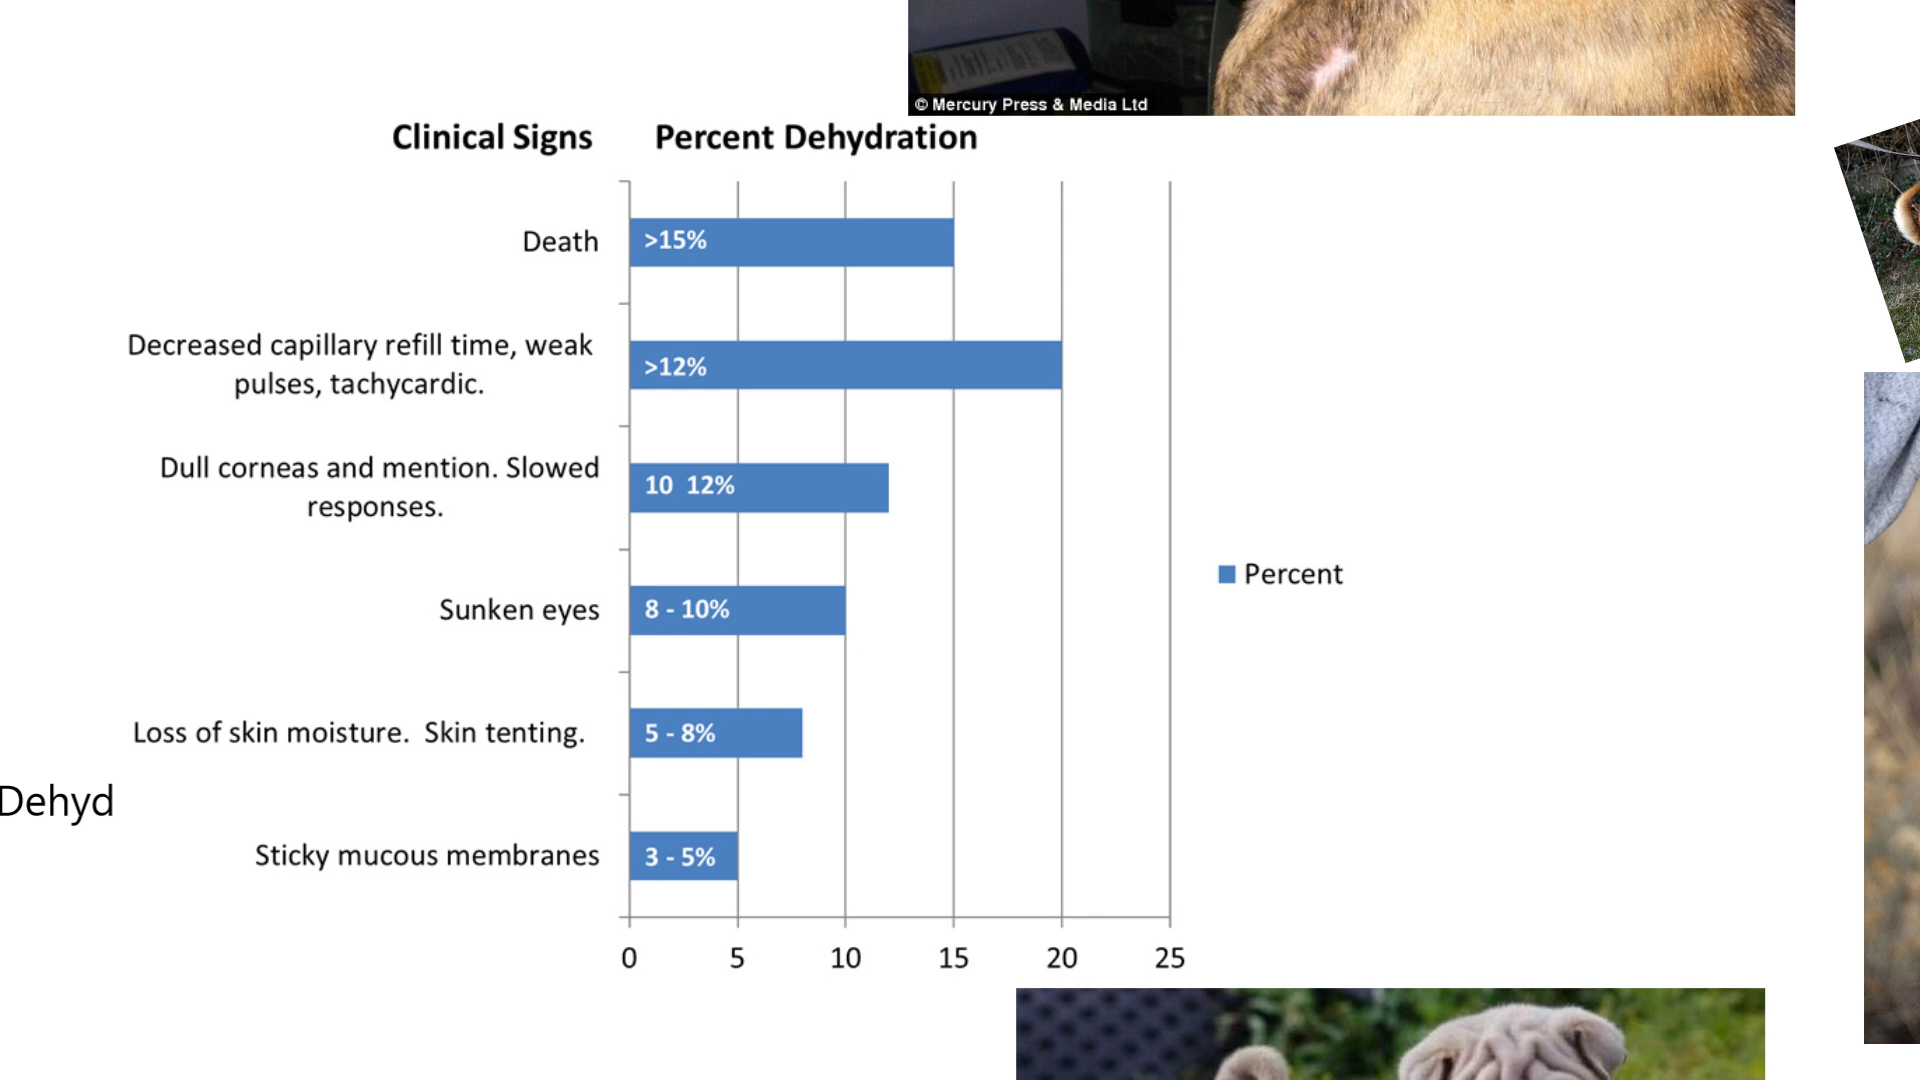 © Mercury Press & Media Ltd
Clinical Signs Percent Dehydration
Death >15%
Decreased capillary refill time, weak
pulses, tachycardic.
>12%
Dull corneas and mention. Slowed
responses.
10 12%
Sunken eyes 8 - 10%
Percent
Loss of skin moisture. Skin tenting. 5 - 8%
Dehyd
Sticky mucous membranes 3 - 5%
0 5 10 15 20 25